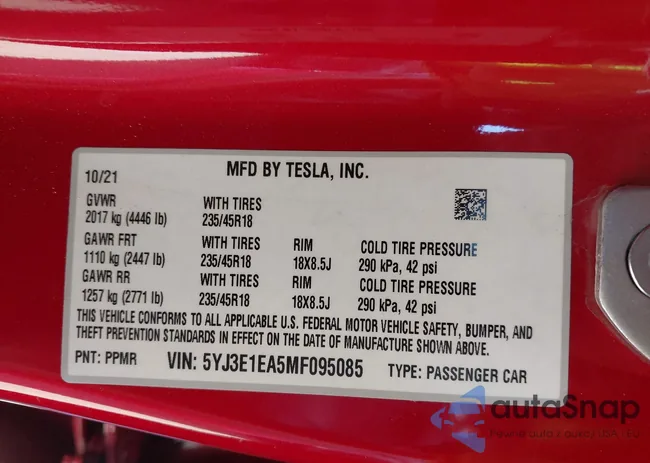 10/21 MFD BY TESLA, INC.
GVWR WITH TIRES
2017 kg (4446 lb) 235/45R18
GAWR FRT WITH TIRES RIM COLD TIRE PRESSURE
1110 kg (2447 lb) 235/45R18 18X8.5J 290 kPa, 42 psi
GAWR RR WITH TIRES RIM COLD TIRE PRESSURE
1257 kg (2771 lb) 235/45R18 18X8.5J 290 kPa, 42 psi
THIS VEHICLE CONFORMS TO ALL APPLICABLE U.S. FEDERAL MOTOR VEHICLE SAFETY, BUMPER, AND
THEFT PREVENTION STANDARDS IN EFFECT ON THE DATE OF MANUFACTURE SHOWN ABOVE.
PNT: PPMR VIN: 5YJ3E1EA5MF095085 TYPE: PASSENGER CAR
autaSnap